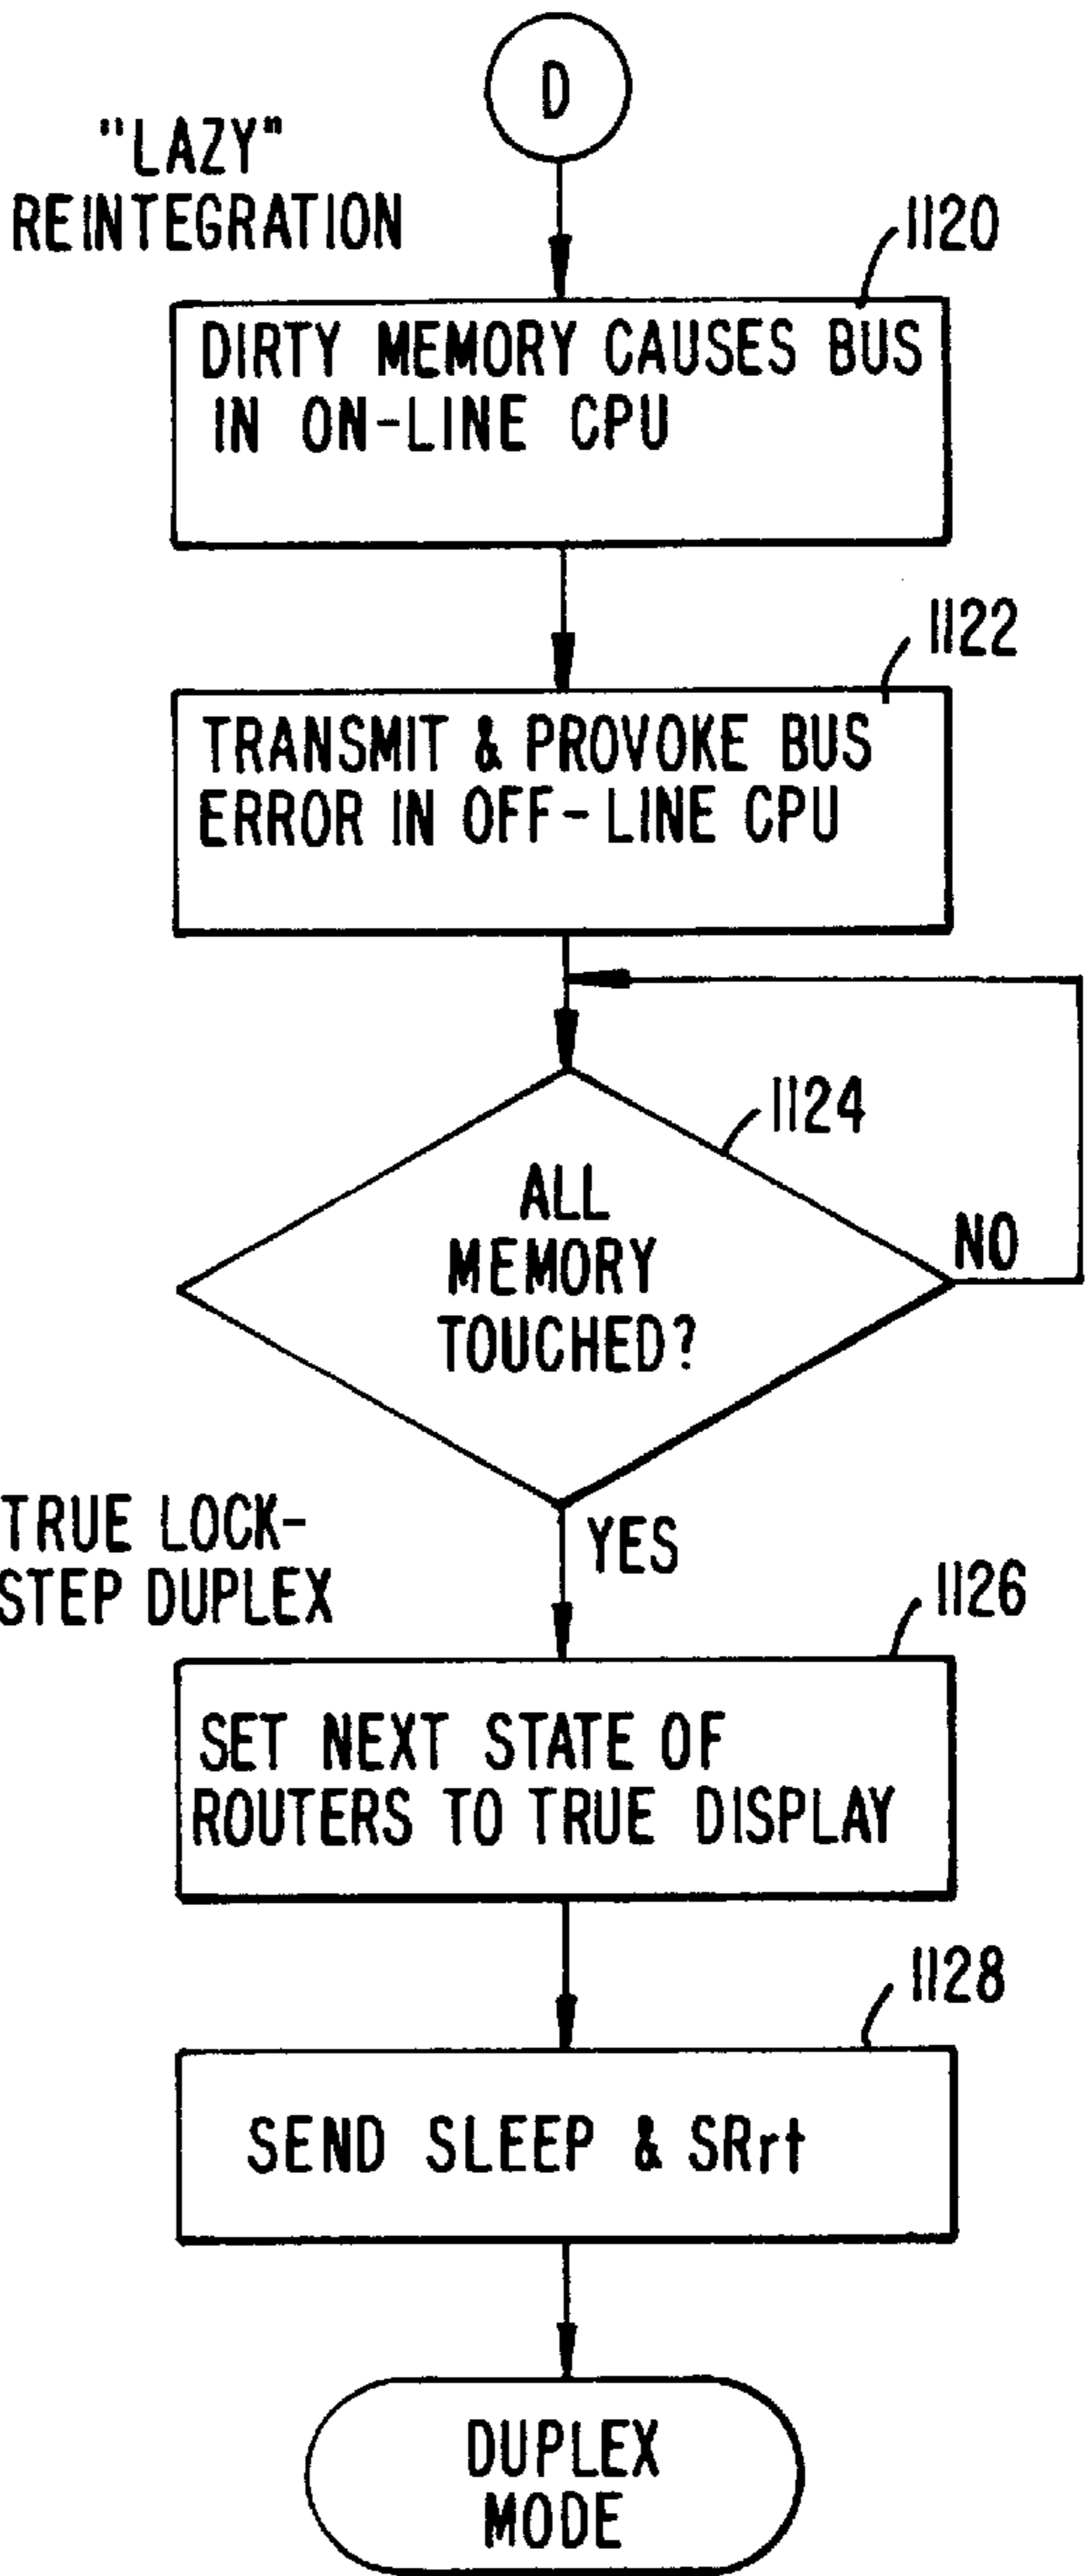 D
"LAZY"
REINTEGRATION
1120
DIRTY MEMORY CAUSES BUS
IN ON-LINE CPU
1122
TRANSMIT & PROVOKE BUS
ERROR IN OFF-LINE CPU
1124
ALL
MEMORY
TOUCHED?
NO
YES
TRUE LOCK-
STEP DUPLEX
1126
SET NEXT STATE OF
ROUTERS TO TRUE DISPLAY
1128
SEND SLEEP & SRrt
DUPLEX
MODE